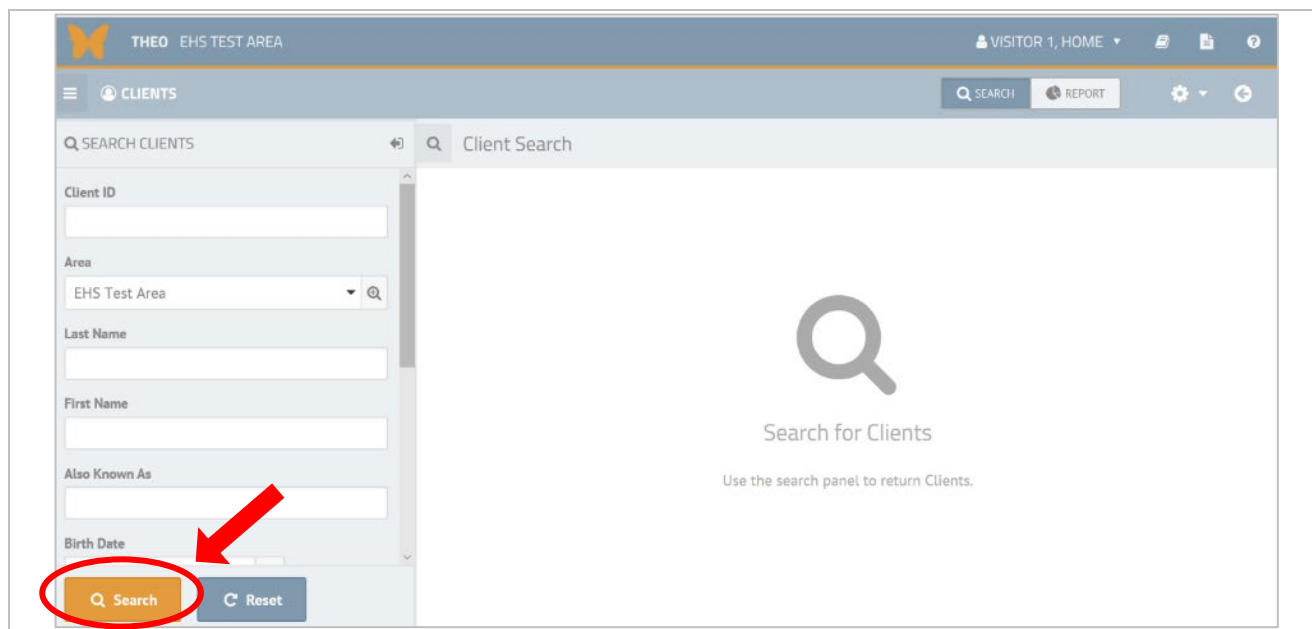 THEO EHS TEST AREA VISITOR 1, HOME
CLIENTS SEARCH REPORT
SEARCH CLIENTS
Client Search
Client ID
Area
EHS Test Area
Last Name
First Name
Also Known As
Birth Date
Search Reset
Search for Clients
Use the search panel to return Clients.